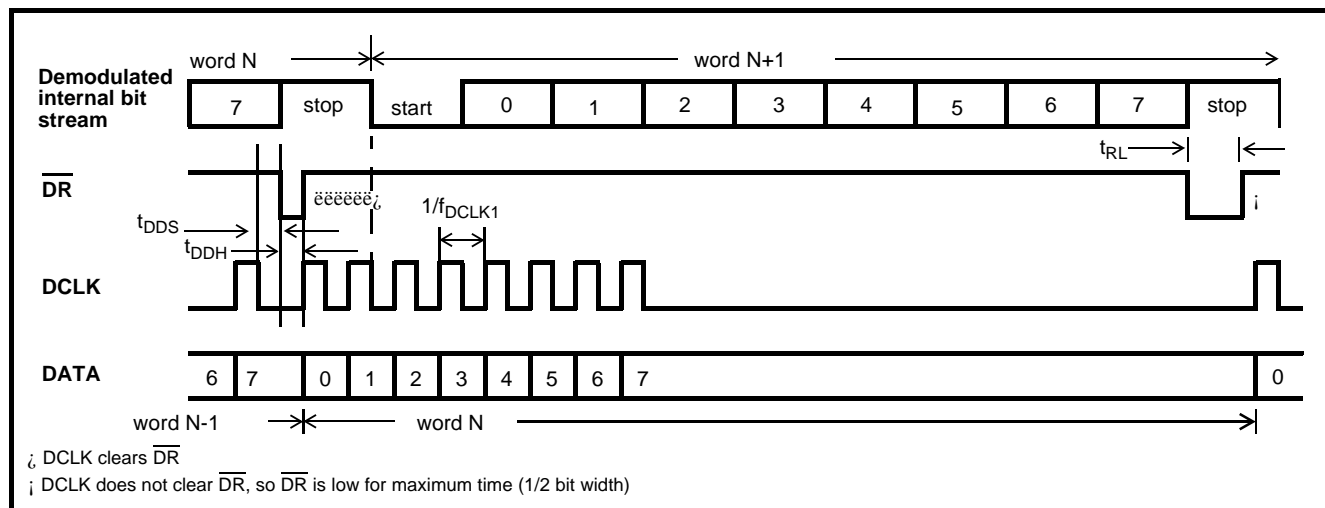 word N word N+1
Demodulated
internal bit
stream
7 stop start 0 1 2 3 4 5 6 7 stop
tRL
DR
ëëëëëë¿ ¡
1/fDCLK1
tDDS
tDDH
DCLK
DATA
6 7 0 1 2 3 4 5 6 7 0
word N-1 word N
¿ DCLK clears DR
¡ DCLK does not clear DR, so DR is low for maximum time (1/2 bit width)